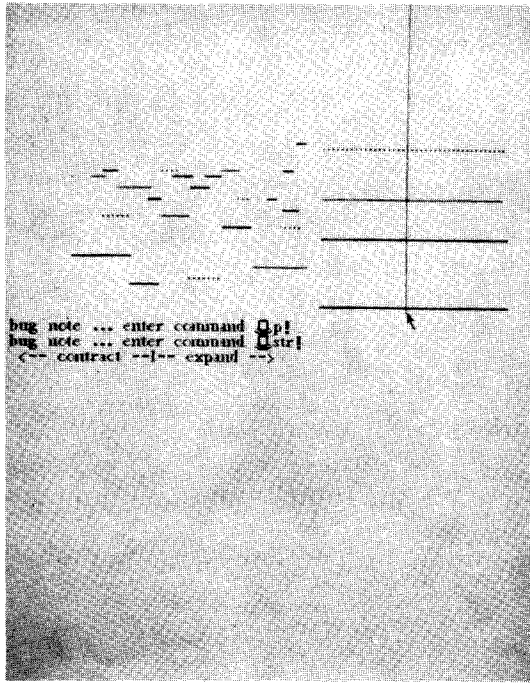 bug note ... enter command ▯p!
bug note ... enter command ▯str!
<-- contract --|-- expand -->